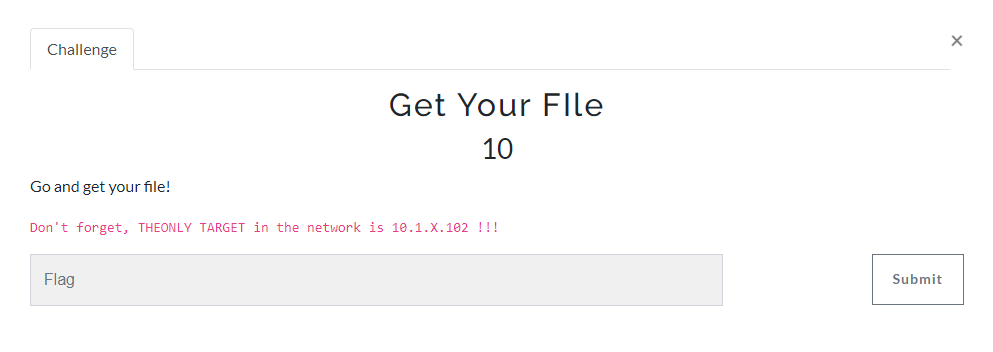 Challenge
×
Get Your FIle
10
Go and get your file!
Don't forget, THEONLY TARGET in the network is 10.1.X.102 !!!
Flag
Submit